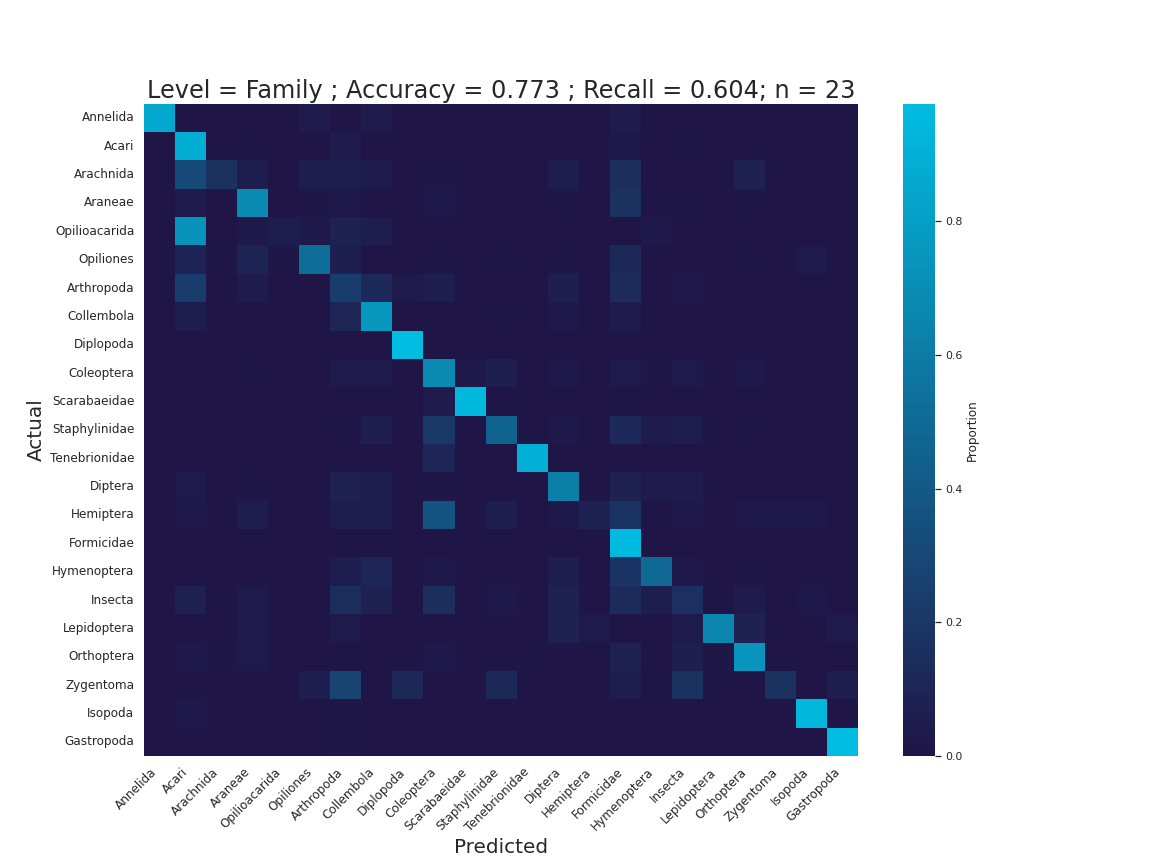 Level = Family ; Accuracy = 0.773 ; Recall = 0.604; n = 23
Actual
Annelida
Acari
Arachnida
Araneae
Opilioacarida
Opiliones
Arthropoda
Collembola
Diplopoda
Coleoptera
Scarabaeidae
Staphylinidae
Tenebrionidae
Diptera
Hemiptera
Formicidae
Hymenoptera
Insecta
Lepidoptera
Orthoptera
Zygentoma
Isopoda
Gastropoda
Annelida
Acari
Arachnida
Araneae
Opilioacarida
Opiliones
Arthropoda
Collembola
Diplopoda
Coleoptera
Scarabaeidae
Staphylinidae
Tenebrionidae
Diptera
Hemiptera
Formicidae
Hymenoptera
Insecta
Lepidoptera
Orthoptera
Zygentoma
Isopoda
Gastropoda
Predicted
0.8
0.6
0.4
0.2
0.0
Proportion